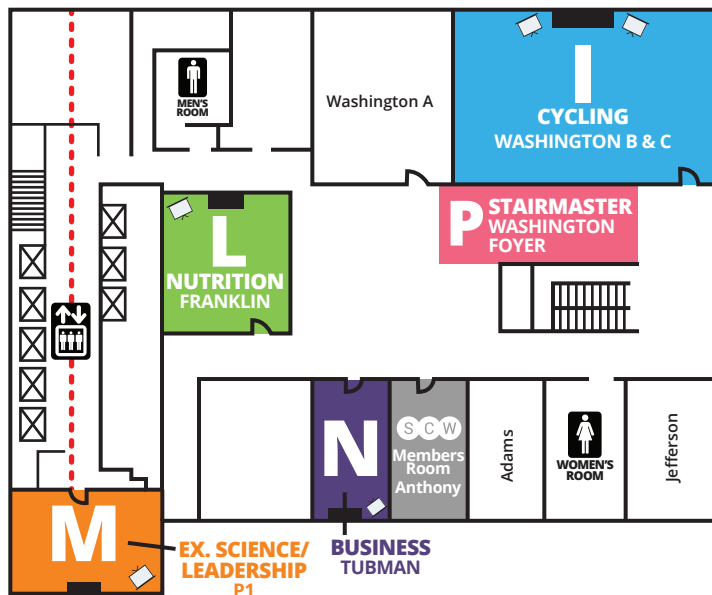 MEN'S
ROOM
Washington A
I
CYCLING
WASHINGTON B & C
P
STAIRMASTER
WASHINGTON
FOYER
L
NUTRITION
FRANKLIN
N
S C W
Members
Room
Anthony
Adams
WOMEN'S
ROOM
Jefferson
M
EX. SCIENCE/
LEADERSHIP
P1
BUSINESS
TUBMAN